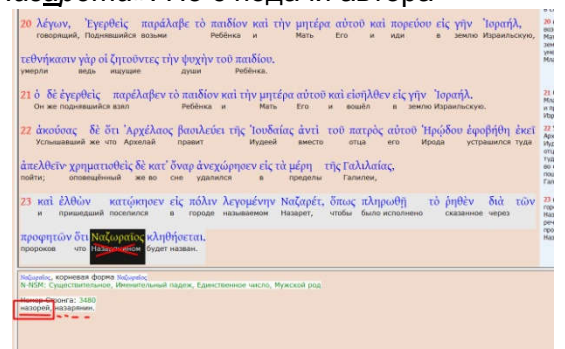 20 λέγων, Ἐγερθεὶς παράλαβε τὸ παιδίον καὶ τὴν μητέρα αὐτοῦ καὶ πορεύου εἰς γῆν Ἰσραήλ,
говорящий, Поднявшийся возьми Ребёнка и Мать Его и иди в землю Израильскую,
τεθνήκασιν γὰρ οἱ ζητοῦντες τὴν ψυχὴν τοῦ παιδίου.
умерли ведь ищущие души Ребёнка.
21 ὁ δὲ ἐγερθεὶς παρέλαβεν τὸ παιδίον καὶ τὴν μητέρα αὐτοῦ καὶ εἰσῆλθεν εἰς γῆν Ἰσραήλ.
Он же поднявшийся взял Ребёнка и Мать Его и вошёл в землю Израильскую.
22 ἀκούσας δὲ ὅτι Ἀρχέλαος βασιλεύει τῆς Ἰουδαίας ἀντὶ τοῦ πατρὸς αὐτοῦ Ἡρῴδου ἐφοβήθη ἐκεῖ
Услышавший же что Архелай правит Иудеей вместо отца его Ирода устрашился туда
ἀπελθεῖν· χρηματισθεὶς δὲ κατ' ὄναρ ἀνεχώρησεν εἰς τὰ μέρη τῆς Γαλιλαίας,
пойти; оповещённый же во сне удалился в пределы Галилеи,
23 καὶ ἐλθὼν κατῴκησεν εἰς πόλιν λεγομένην Ναζαρέτ, ὅπως πληρωθῇ τὸ ῥηθὲν διὰ τῶν
и пришедший поселился в городе называемом Назарет, чтобы было исполнено сказанное через
προφητῶν ὅτι Ναζωραῖος κληθήσεται.
пророков что Назарянином будет назван.
Ναζωραῖος, корневая форма Ναζωραῖος
N-NSM: Существительное, Именительный падеж, Единственное число, Мужской род
Номер Стронга: 3480
назорей, назарянин.